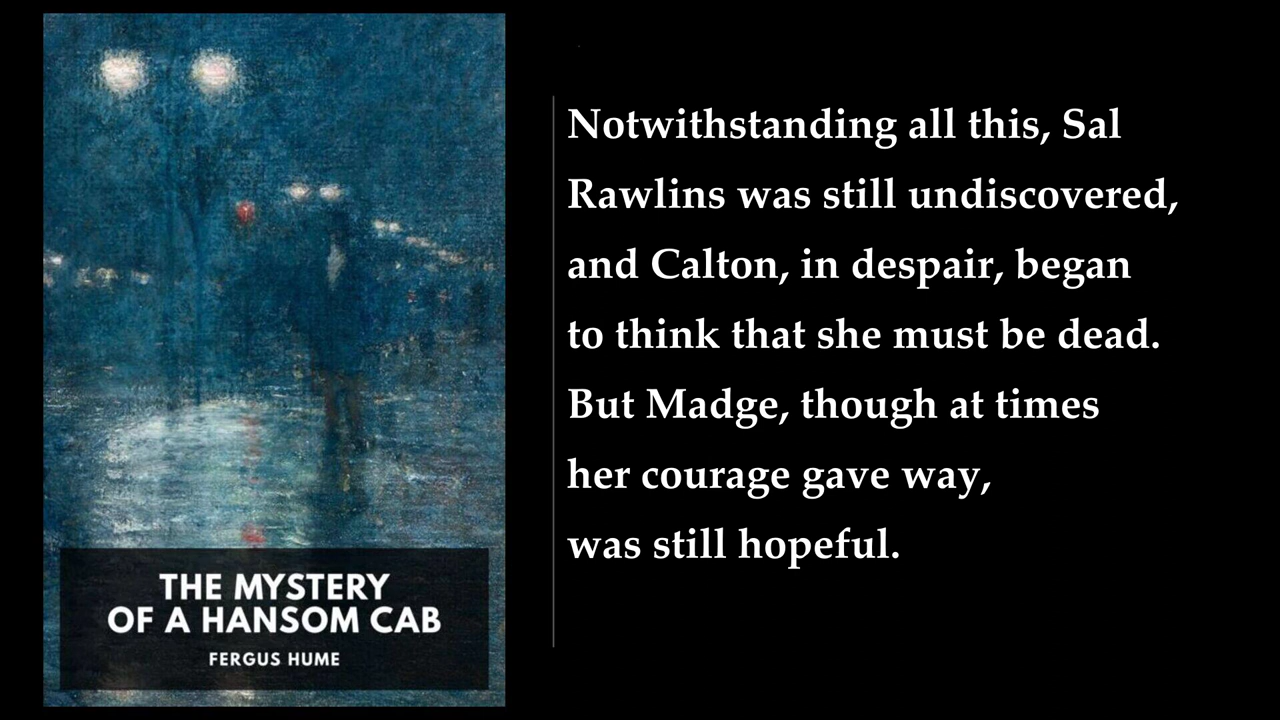 THE MYSTERY
OF A HANSOM CAB
FERGUS HUME
Notwithstanding all this, Sal
Rawlins was still undiscovered,
and Calton, in despair, began
to think that she must be dead.
But Madge, though at times
her courage gave way,
was still hopeful.